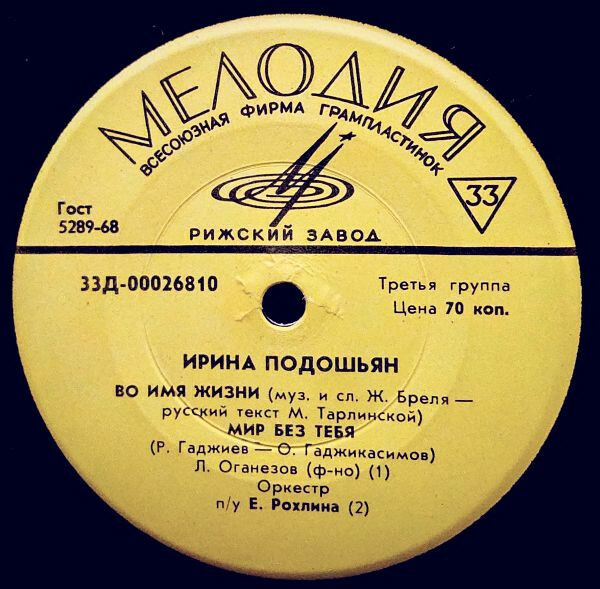 МЕЛОДИЯ
ВСЕСОЮЗНАЯ ФИРМА ГРАМПЛАСТИНОК
33
Гост
5289-68
РИЖСКИЙ ЗАВОД
33Д-00026810
Третья группа
Цена 70 коп.
ИРИНА ПОДОШЬЯН
ВО ИМЯ ЖИЗНИ (муз. и сл. Ж. Бреля —
русский текст М. Тарлинской)
МИР БЕЗ ТЕБЯ
(Р. Гаджиев — О. Гаджикасимов)
Л. Оганезов (ф-но) (1)
Оркестр
п/у Е. Рохлина (2)